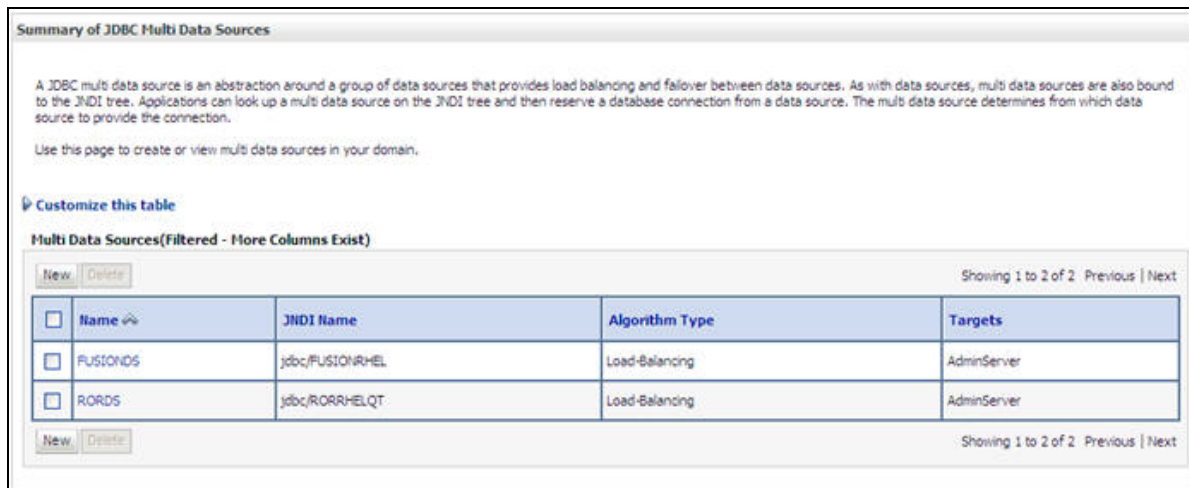 Summary of JDBC Multi Data Sources
A JDBC multi data source is an abstraction around a group of data sources that provides load balancing and failover between data sources. As with data sources, multi data sources are also bound
to the JNDI tree. Applications can look up a multi data source on the JNDI tree and then reserve a database connection from a data source. The multi data source determines from which data
source to provide the connection.
Use this page to create or view multi data sources in your domain.
Customize this table
Multi Data Sources(Filtered - More Columns Exist)
New Delete Showing 1 to 2 of 2 Previous | Next
Name JNDI Name Algorithm Type Targets
FUSIONDS jdbc/FUSIONRHEL Load-Balancing AdminServer
RORDS jdbc/RORRHELQT Load-Balancing AdminServer
New Delete Showing 1 to 2 of 2 Previous | Next